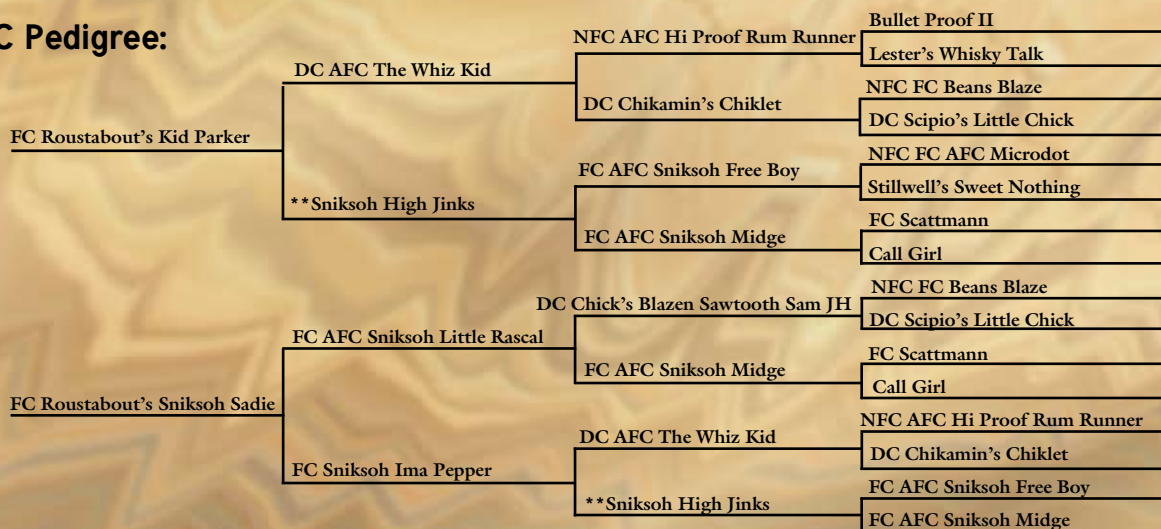 C Pedigree:
FC Roustabout's Kid Parker
DC AFC The Whiz Kid
**Sniksoh High Jinks
NFC AFC Hi Proof Rum Runner
DC Chikamin's Chiklet
FC AFC Sniksoh Free Boy
FC AFC Sniksoh Midge
Bullet Proof II
Lester's Whisky Talk
NFC FC Beans Blaze
DC Scipio's Little Chick
NFC FC AFC Microdot
Stillwell's Sweet Nothing
FC Scattmann
Call Girl
FC Roustabout's Sniksoh Sadie
FC AFC Sniksoh Little Rascal
FC Sniksoh Ima Pepper
DC Chick's Blazen Sawtooth Sam JH
FC AFC Sniksoh Midge
DC AFC The Whiz Kid
**Sniksoh High Jinks
NFC FC Beans Blaze
DC Scipio's Little Chick
FC Scattmann
Call Girl
NFC AFC Hi Proof Rum Runner
DC Chikamin's Chiklet
FC AFC Sniksoh Free Boy
FC AFC Sniksoh Midge